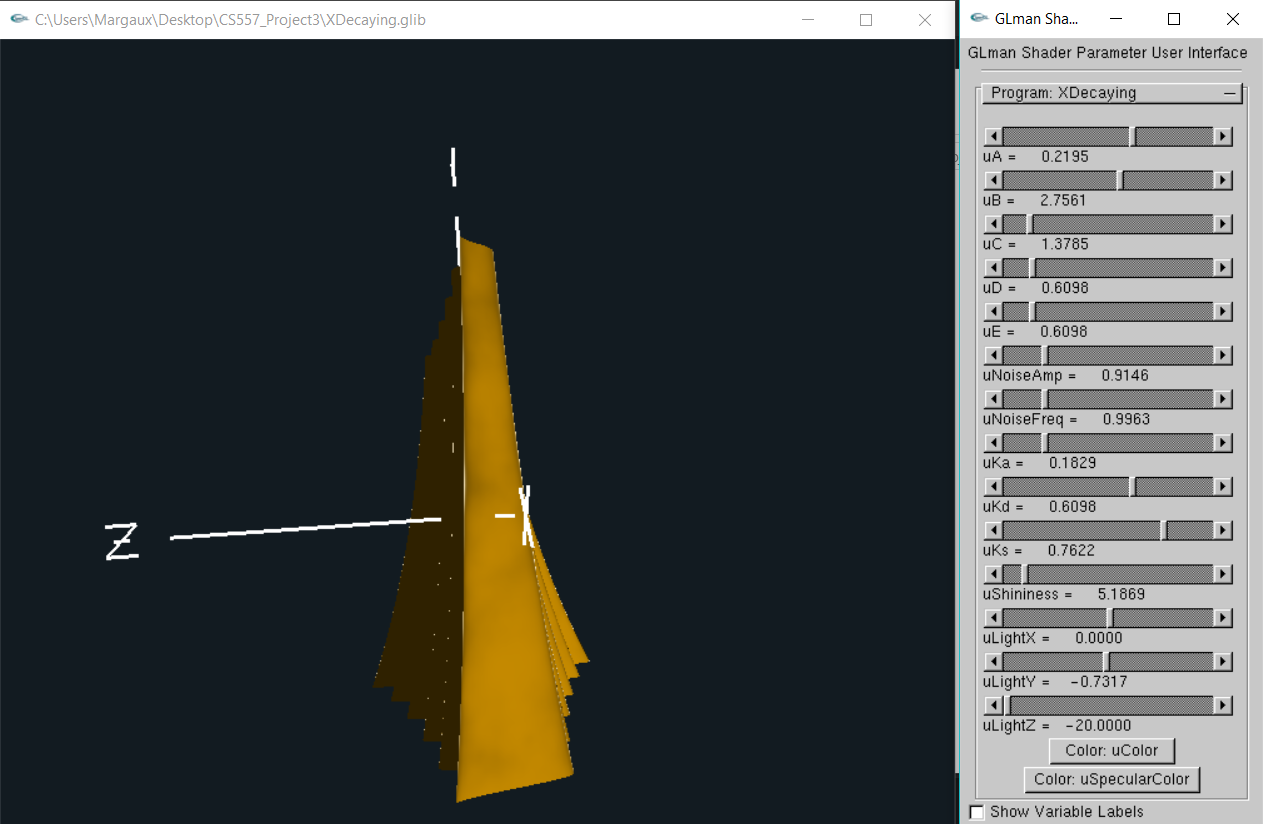 C:\Users\Margaux\Desktop\CS557_Project3\XDecaying.glib
Z
X
GLman Sha...
GLman Shader Parameter User Interface
Program: XDecaying
uA = 0.2195
uB = 2.7561
uC = 1.3785
uD = 0.6098
uE = 0.6098
uNoiseAmp = 0.9146
uNoiseFreq = 0.9963
uKa = 0.1829
uKd = 0.6098
uKs = 0.7622
uShininess = 5.1869
uLightX = 0.0000
uLightY = -0.7317
uLightZ = -20.0000
Color: uColor
Color: uSpecularColor
Show Variable Labels